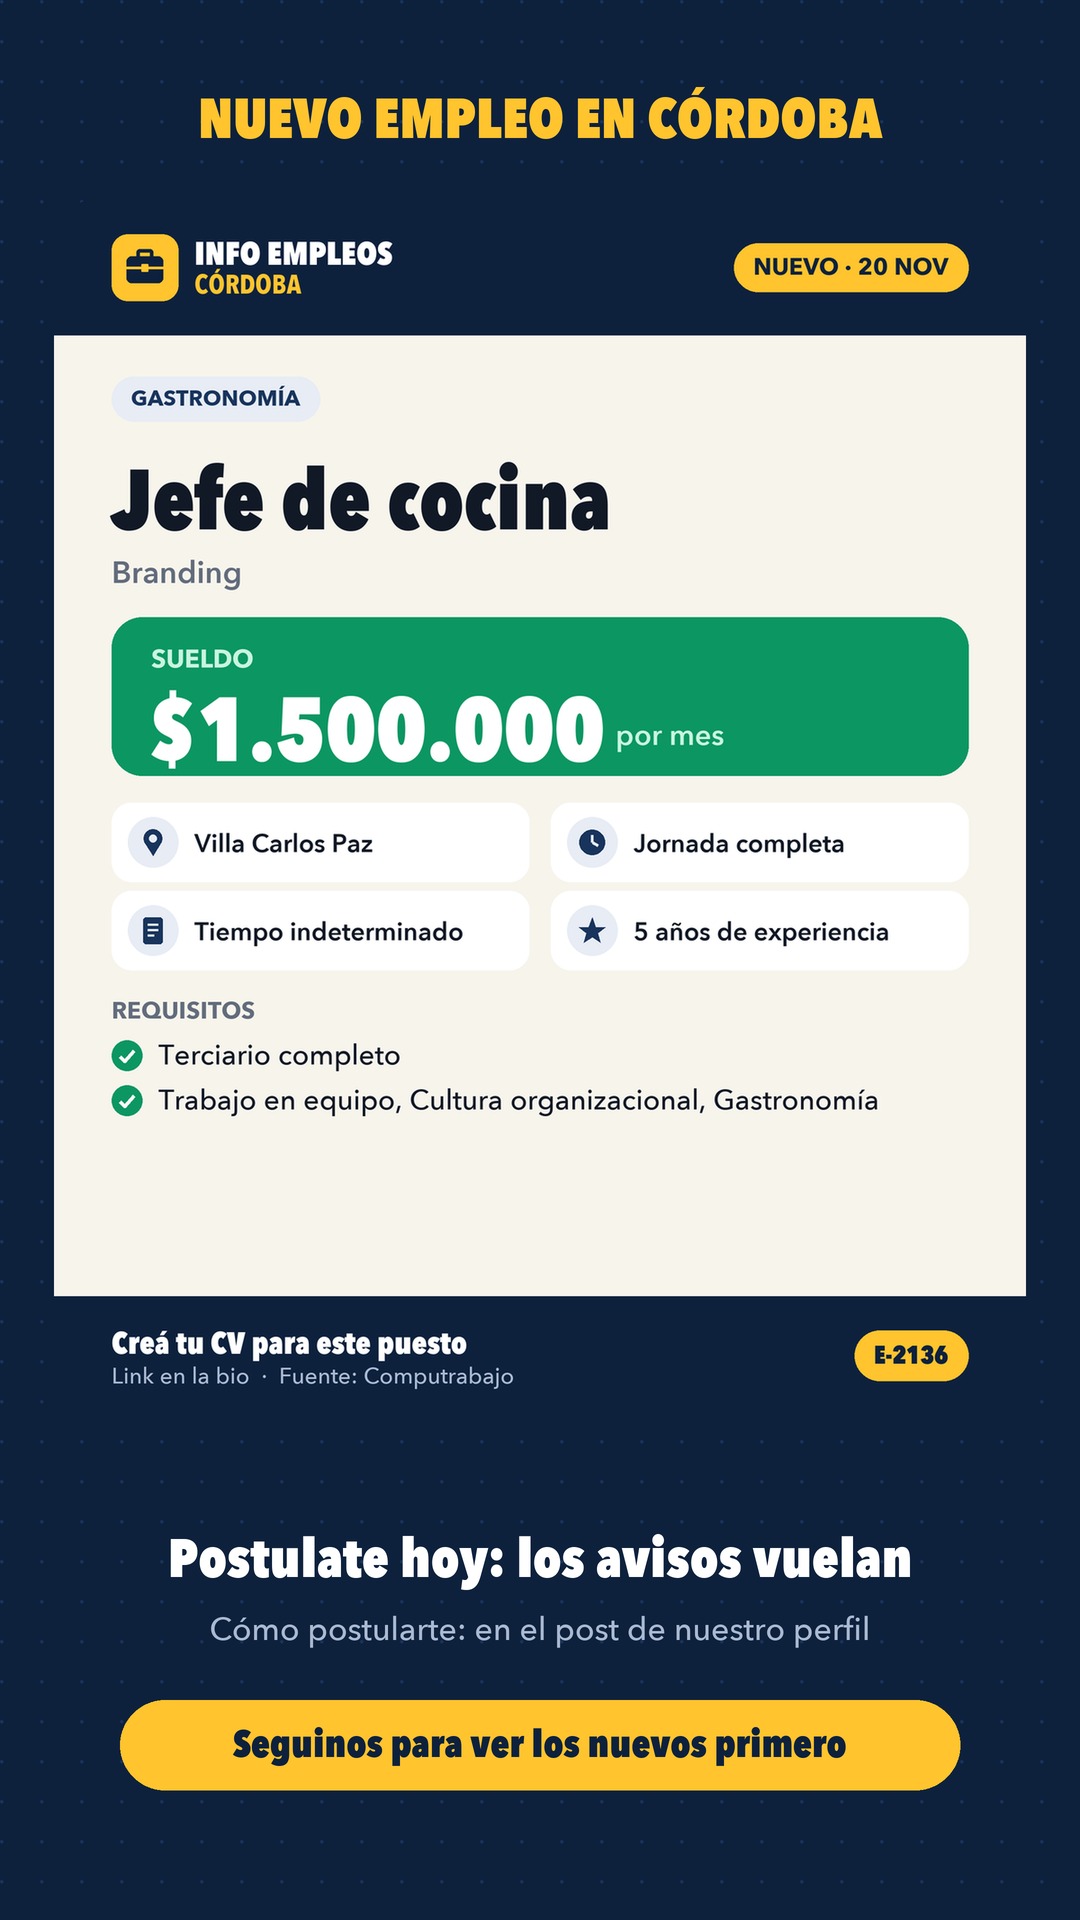 NUEVO EMPLEO EN CÓRDOBA
INFO EMPLEOS
CÓRDOBA
NUEVO · 20 NOV
GASTRONOMÍA
Jefe de cocina
Branding
SUELDO
$1.500.000 por mes
Villa Carlos Paz
Jornada completa
Tiempo indeterminado
5 años de experiencia
REQUISITOS
Terciario completo
Trabajo en equipo, Cultura organizacional, Gastronomía
Creá tu CV para este puesto
Link en la bio · Fuente: Computrabajo
E-2136
Postulate hoy: los avisos vuelan
Cómo postularte: en el post de nuestro perfil
Seguinos para ver los nuevos primero